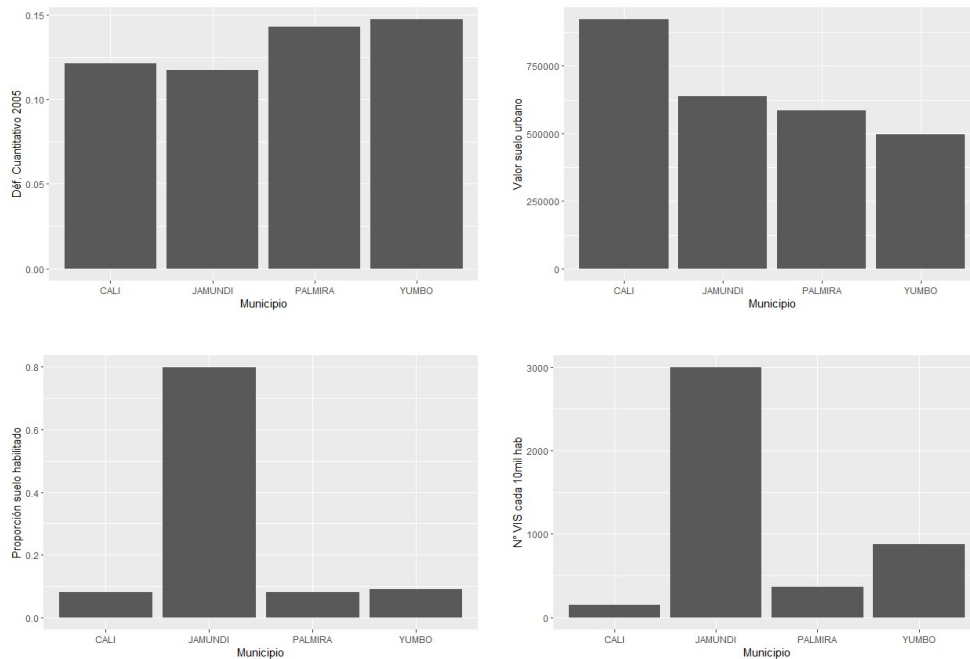 Déf. Cuantitativo 2005
0.15
0.10
0.05
0.00
CALI JAMUNDI PALMIRA YUMBO
Municipio
Valor suelo urbano
750000
500000
250000
0
CALI JAMUNDI PALMIRA YUMBO
Municipio
Proporción suelo habilitado
0.8
0.6
0.4
0.2
0.0
CALI JAMUNDI PALMIRA YUMBO
Municipio
N° VIS cada 10mil hab
3000
2000
1000
0
CALI JAMUNDI PALMIRA YUMBO
Municipio